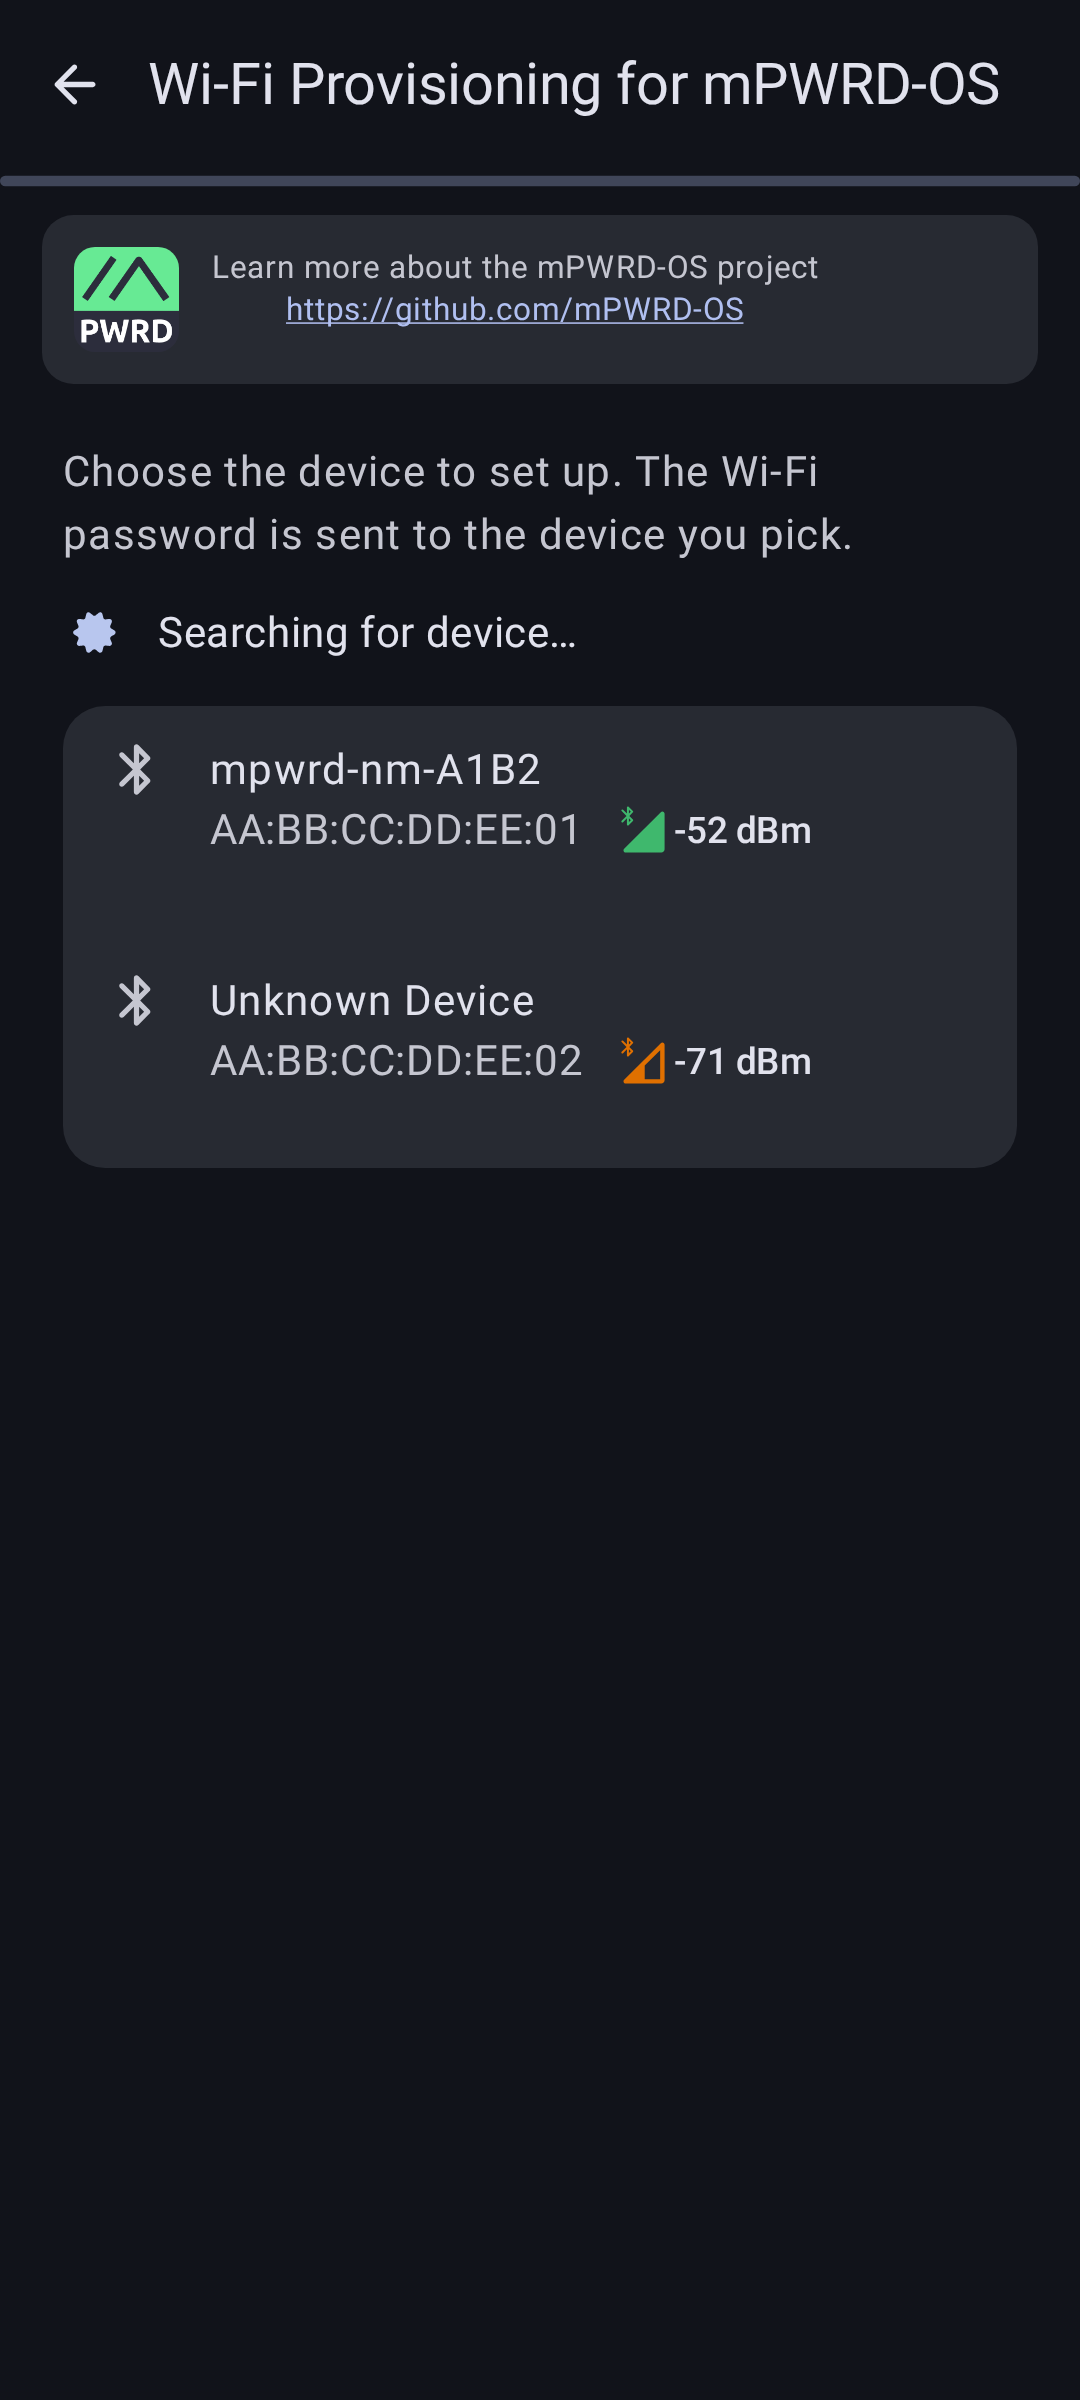 Wi-Fi Provisioning for mPWRD-OS
PWRD
Learn more about the mPWRD-OS project
https://github.com/mPWRD-OS
Choose the device to set up. The Wi-Fi
password is sent to the device you pick.
Searching for device…
mpwrd-nm-A1B2
AA:BB:CC:DD:EE:01 -52 dBm
Unknown Device
AA:BB:CC:DD:EE:02 -71 dBm